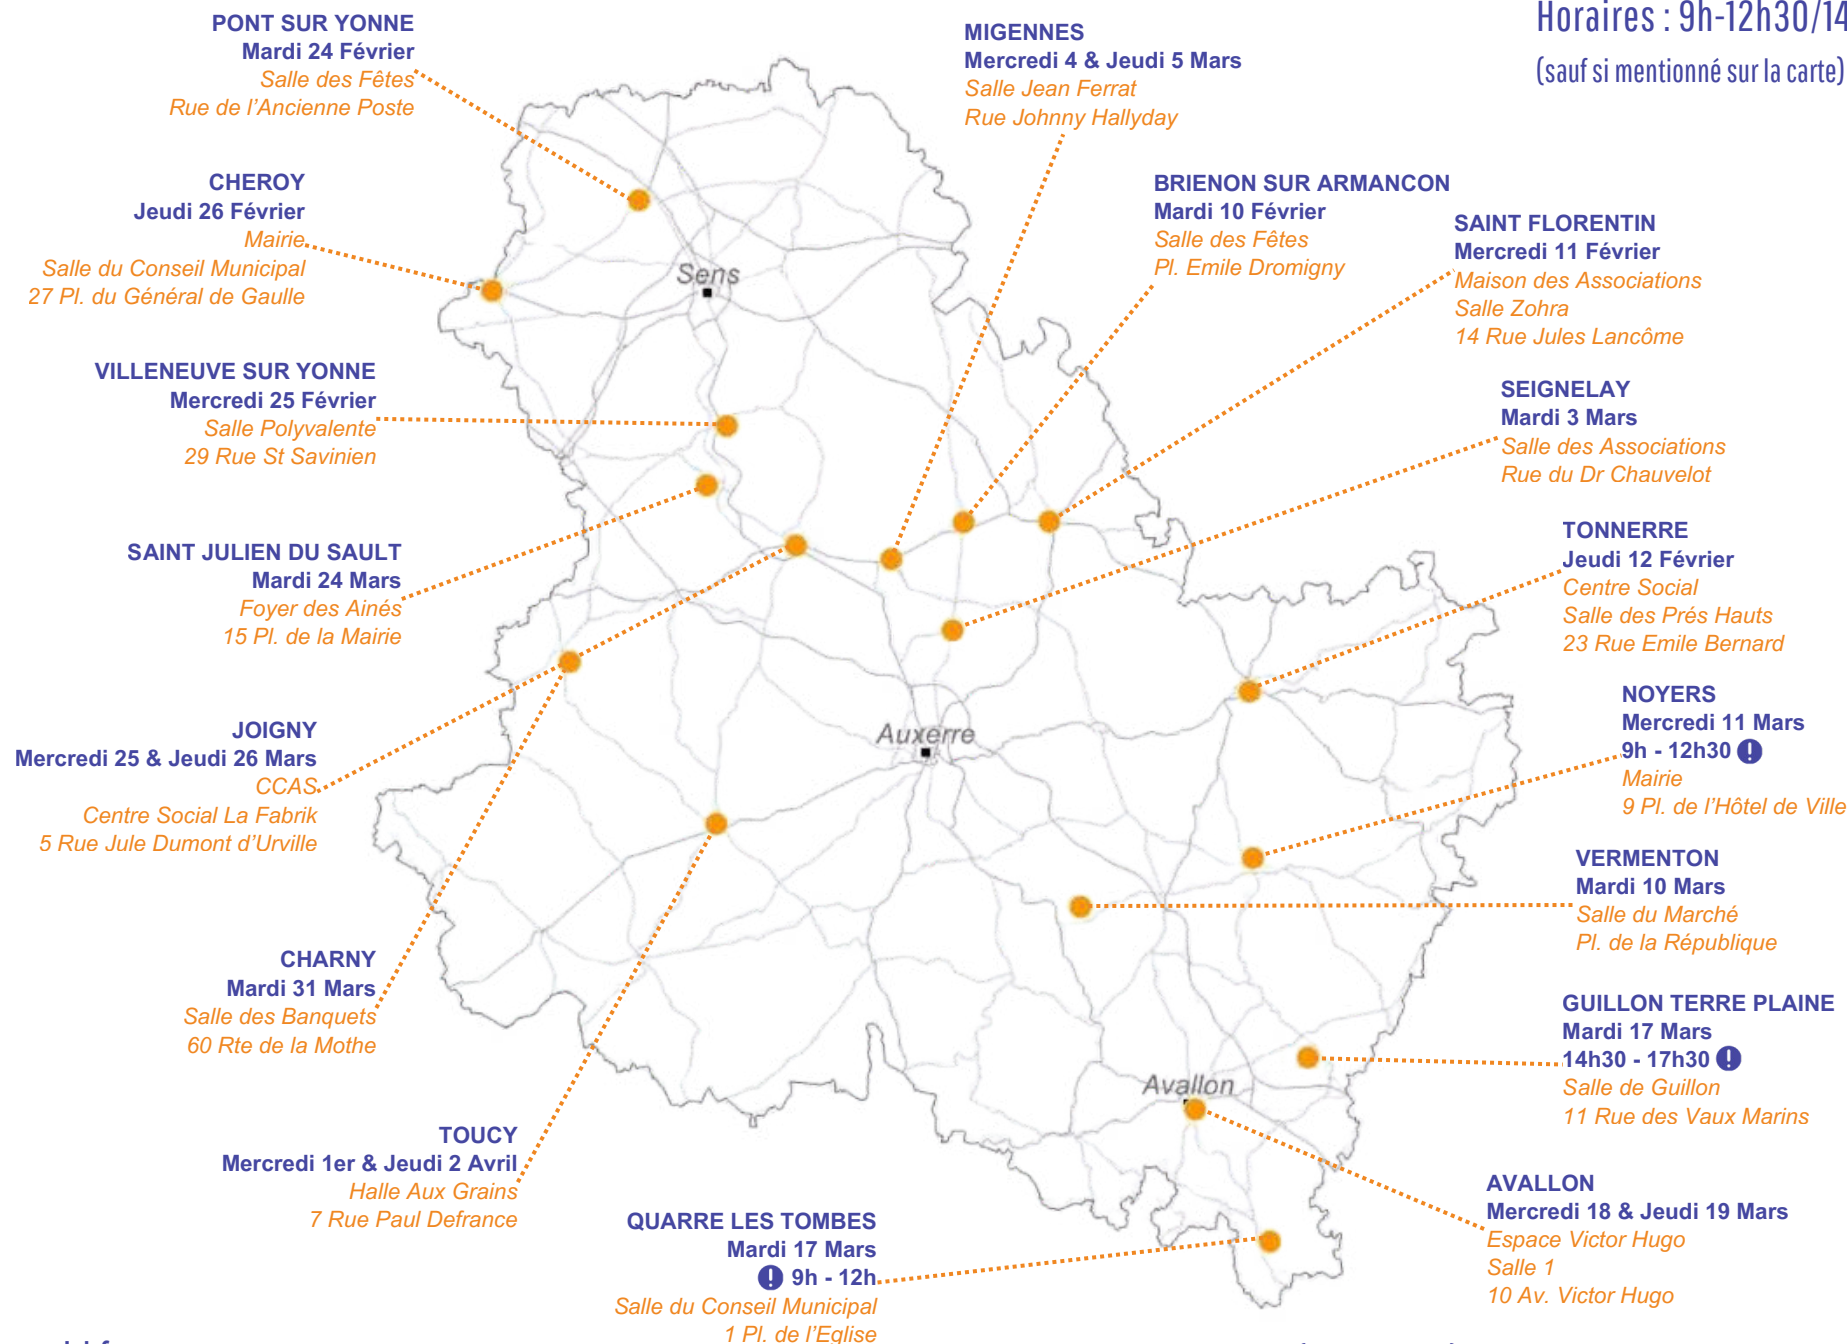 PONT SUR YONNE
Mardi 24 Février
Salle des Fêtes
Rue de l'Ancienne Poste
MIGENNES
Mercredi 4 & Jeudi 5 Mars
Salle Jean Ferrat
Rue Johnny Hallyday
Horaires : 9h-12h30/14
(sauf si mentionné sur la carte)
CHEROY
Jeudi 26 Février
Mairie
Salle du Conseil Municipal
27 Pl. du Général de Gaulle
BRIENON SUR ARMANCON
Mardi 10 Février
Salle des Fêtes
Pl. Emile Dromigny
SAINT FLORENTIN
Mercredi 11 Février
Maison des Associations
Salle Zohra
14 Rue Jules Lancôme
Sens
VILLENEUVE SUR YONNE
Mercredi 25 Février
Salle Polyvalente
29 Rue St Savinien
SEIGNELAY
Mardi 3 Mars
Salle des Associations
Rue du Dr Chauvelot
SAINT JULIEN DU SAULT
Mardi 24 Mars
Foyer des Ainés
15 Pl. de la Mairie
TONNERRE
Jeudi 12 Février
Centre Social
Salle des Prés Hauts
23 Rue Emile Bernard
JOIGNY
Mercredi 25 & Jeudi 26 Mars
CCAS
Centre Social La Fabrik
5 Rue Jule Dumont d'Urville
Auxerre
NOYERS
Mercredi 11 Mars
9h - 12h30 !
Mairie
9 Pl. de l'Hôtel de Ville
VERMENTON
Mardi 10 Mars
Salle du Marché
Pl. de la République
CHARNY
Mardi 31 Mars
Salle des Banquets
60 Rte de la Mothe
GUILLON TERRE PLAINE
Mardi 17 Mars
14h30 - 17h30 !
Salle de Guillon
11 Rue des Vaux Marins
Avallon
TOUCY
Mercredi 1er & Jeudi 2 Avril
Halle Aux Grains
7 Rue Paul Defrance
QUARRE LES TOMBES
Mardi 17 Mars
! 9h - 12h
Salle du Conseil Municipal
1 Pl. de l'Eglise
AVALLON
Mercredi 18 & Jeudi 19 Mars
Espace Victor Hugo
Salle 1
10 Av. Victor Hugo